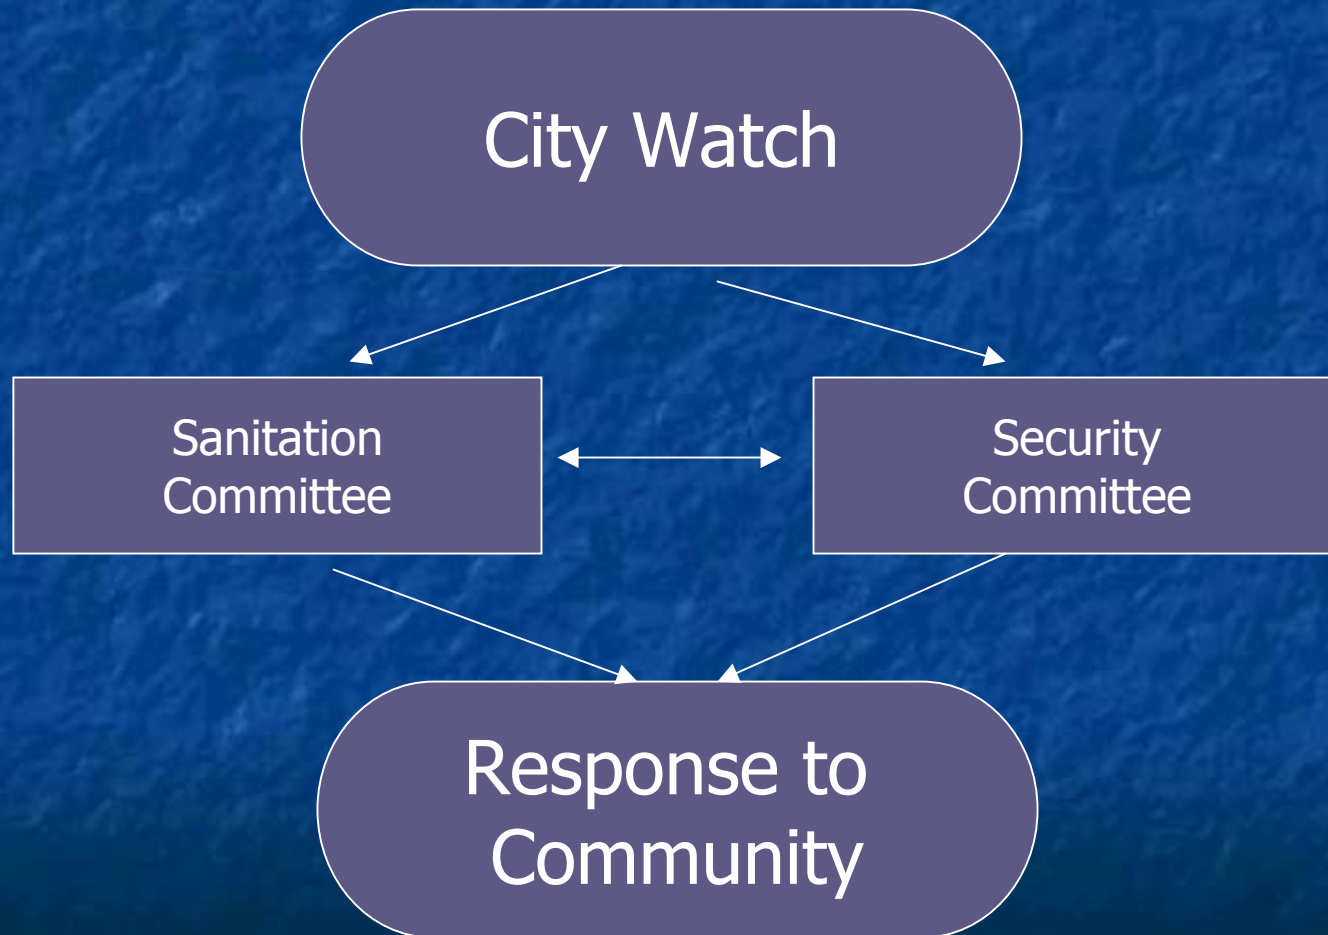 City Watch
Sanitation
Committee
Security
Committee
Response to
Community